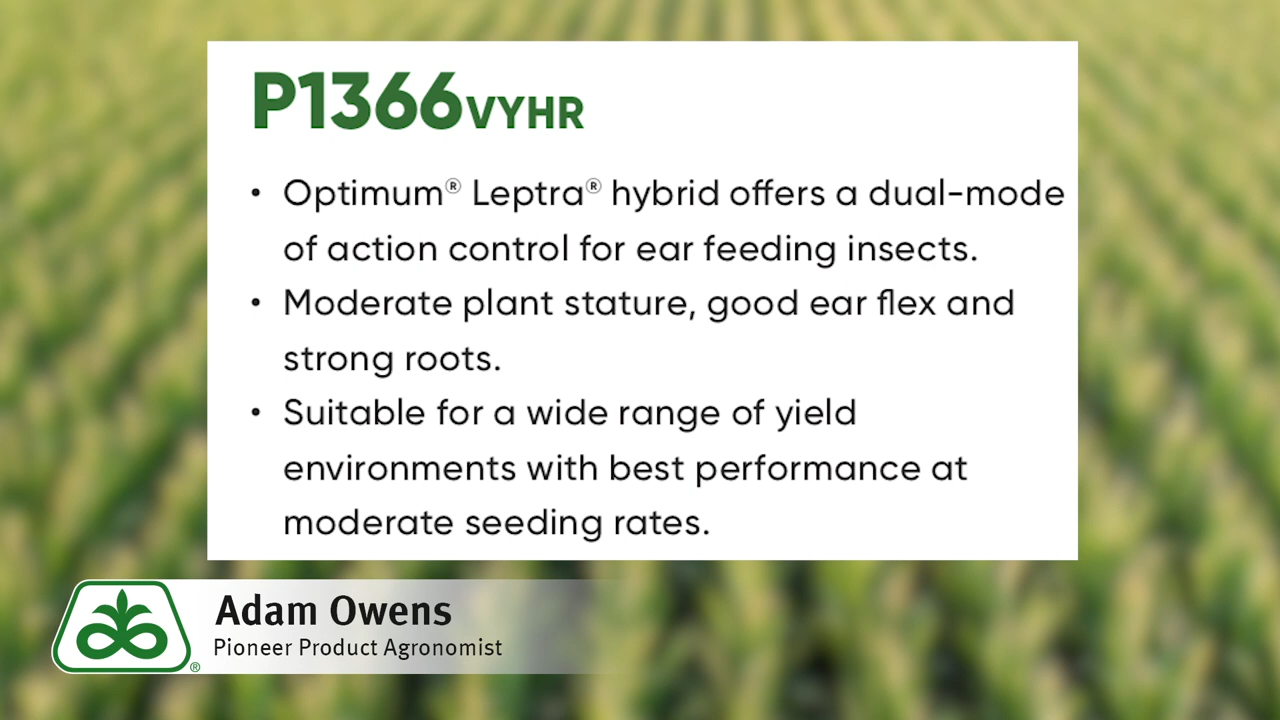 P1366VYHR
• Optimum® Leptra® hybrid offers a dual-mode
of action control for ear feeding insects.
• Moderate plant stature, good ear flex and
strong roots.
• Suitable for a wide range of yield
environments with best performance at
moderate seeding rates.
Adam Owens
Pioneer Product Agronomist
®